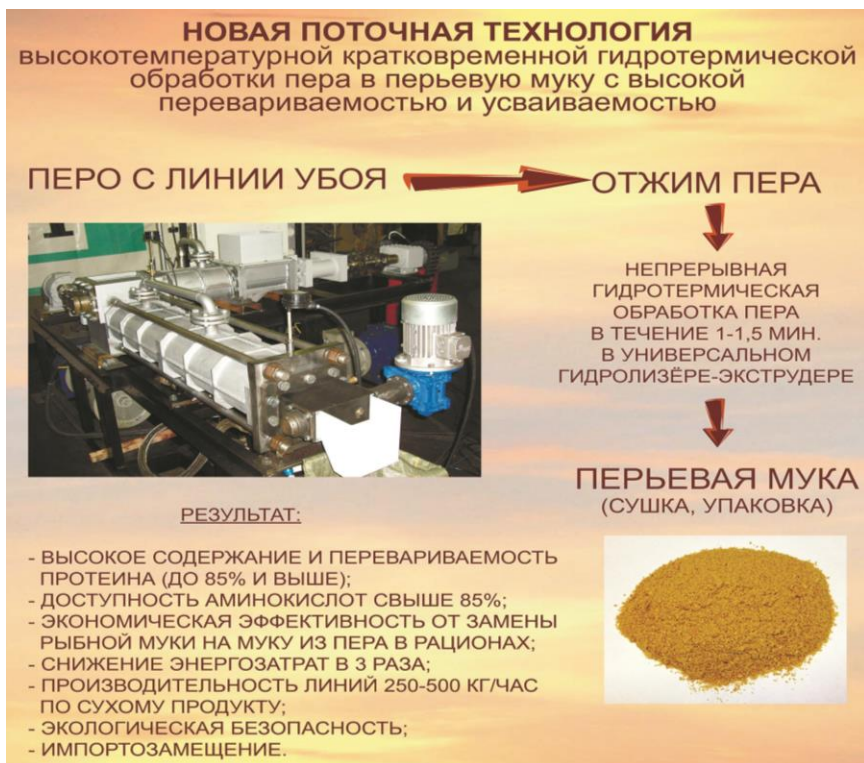 НОВАЯ ПОТОЧНАЯ ТЕХНОЛОГИЯ
ВЫСОКОТЕМПЕРАТУРНОЙ КРАТКОВРЕМЕННОЙ ГИДРОТЕРМИЧЕСКОЙ
ОБРАБОТКИ ПЕРА В ПЕРЬЕВУЮ МУКУ С ВЫСОКОЙ
ПЕРЕВАРИВАЕМОСТЬЮ И УСВАИВАЕМОСТЬЮ
ПЕРО С ЛИНИИ УБОЯ
ОТЖИМ ПЕРА
НЕПРЕРЫВНАЯ
ГИДРОТЕРМИЧЕСКАЯ
ОБРАБОТКА ПЕРА
В ТЕЧЕНИЕ 1-1,5 МИН.
В УНИВЕРСАЛЬНОМ
ГИДРОЛИЗЁРЕ-ЭКСТРУДЕРЕ
ПЕРЬЕВАЯ МУКА
(СУШКА, УПАКОВКА)
РЕЗУЛЬТАТ:
- ВЫСОКОЕ СОДЕРЖАНИЕ И ПЕРЕВАРИВАЕМОСТЬ
ПРОТЕИНА (ДО 85% И ВЫШЕ);
- ДОСТУПНОСТЬ АМИНОКИСЛОТ СВЫШЕ 85%;
- ЭКОНОМИЧЕСКАЯ ЭФФЕКТИВНОСТЬ ОТ ЗАМЕНЫ
РЫБНОЙ МУКИ НА МУКУ ИЗ ПЕРА В РАЦИОНАХ;
- СНИЖЕНИЕ ЭНЕРГОЗАТРАТ В 3 РАЗА;
- ПРОИЗВОДИТЕЛЬНОСТЬ ЛИНИЙ 250-500 КГ/ЧАС
ПО СУХОМУ ПРОДУКТУ;
- ЭКОЛОГИЧЕСКАЯ БЕЗОПАСНОСТЬ;
- ИМПОРТОЗАМЕЩЕНИЕ.